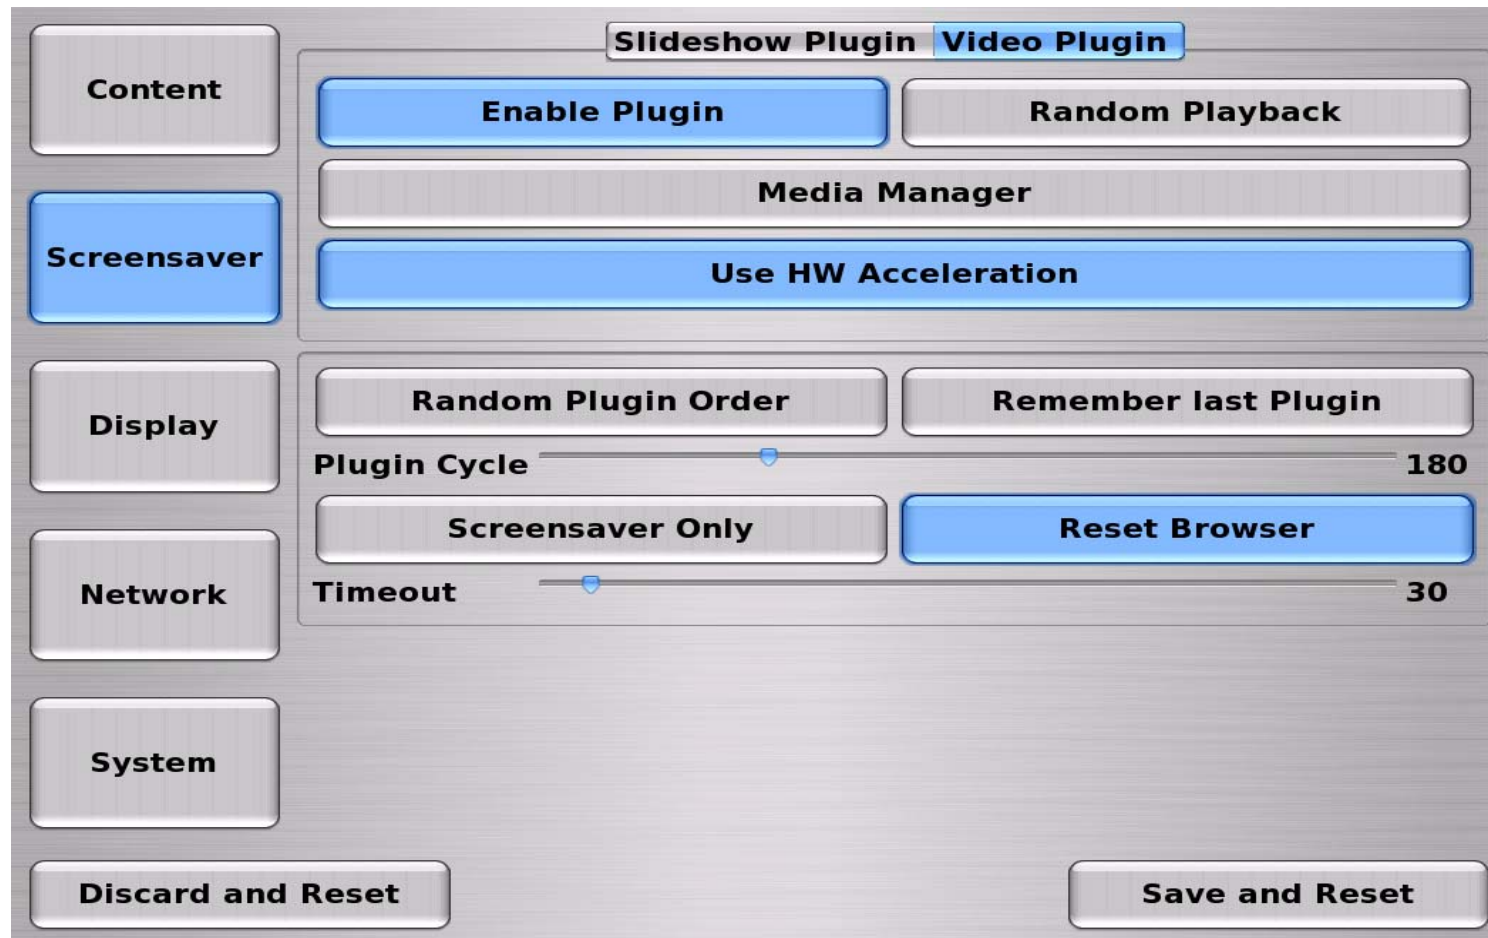 Slideshow Plugin Video Plugin
Content
Enable Plugin Random Playback
Media Manager
Screensaver
Use HW Acceleration
Random Plugin Order Remember last Plugin
Display
Plugin Cycle 180
Screensaver Only Reset Browser
Network
Timeout 30
System
Discard and Reset Save and Reset